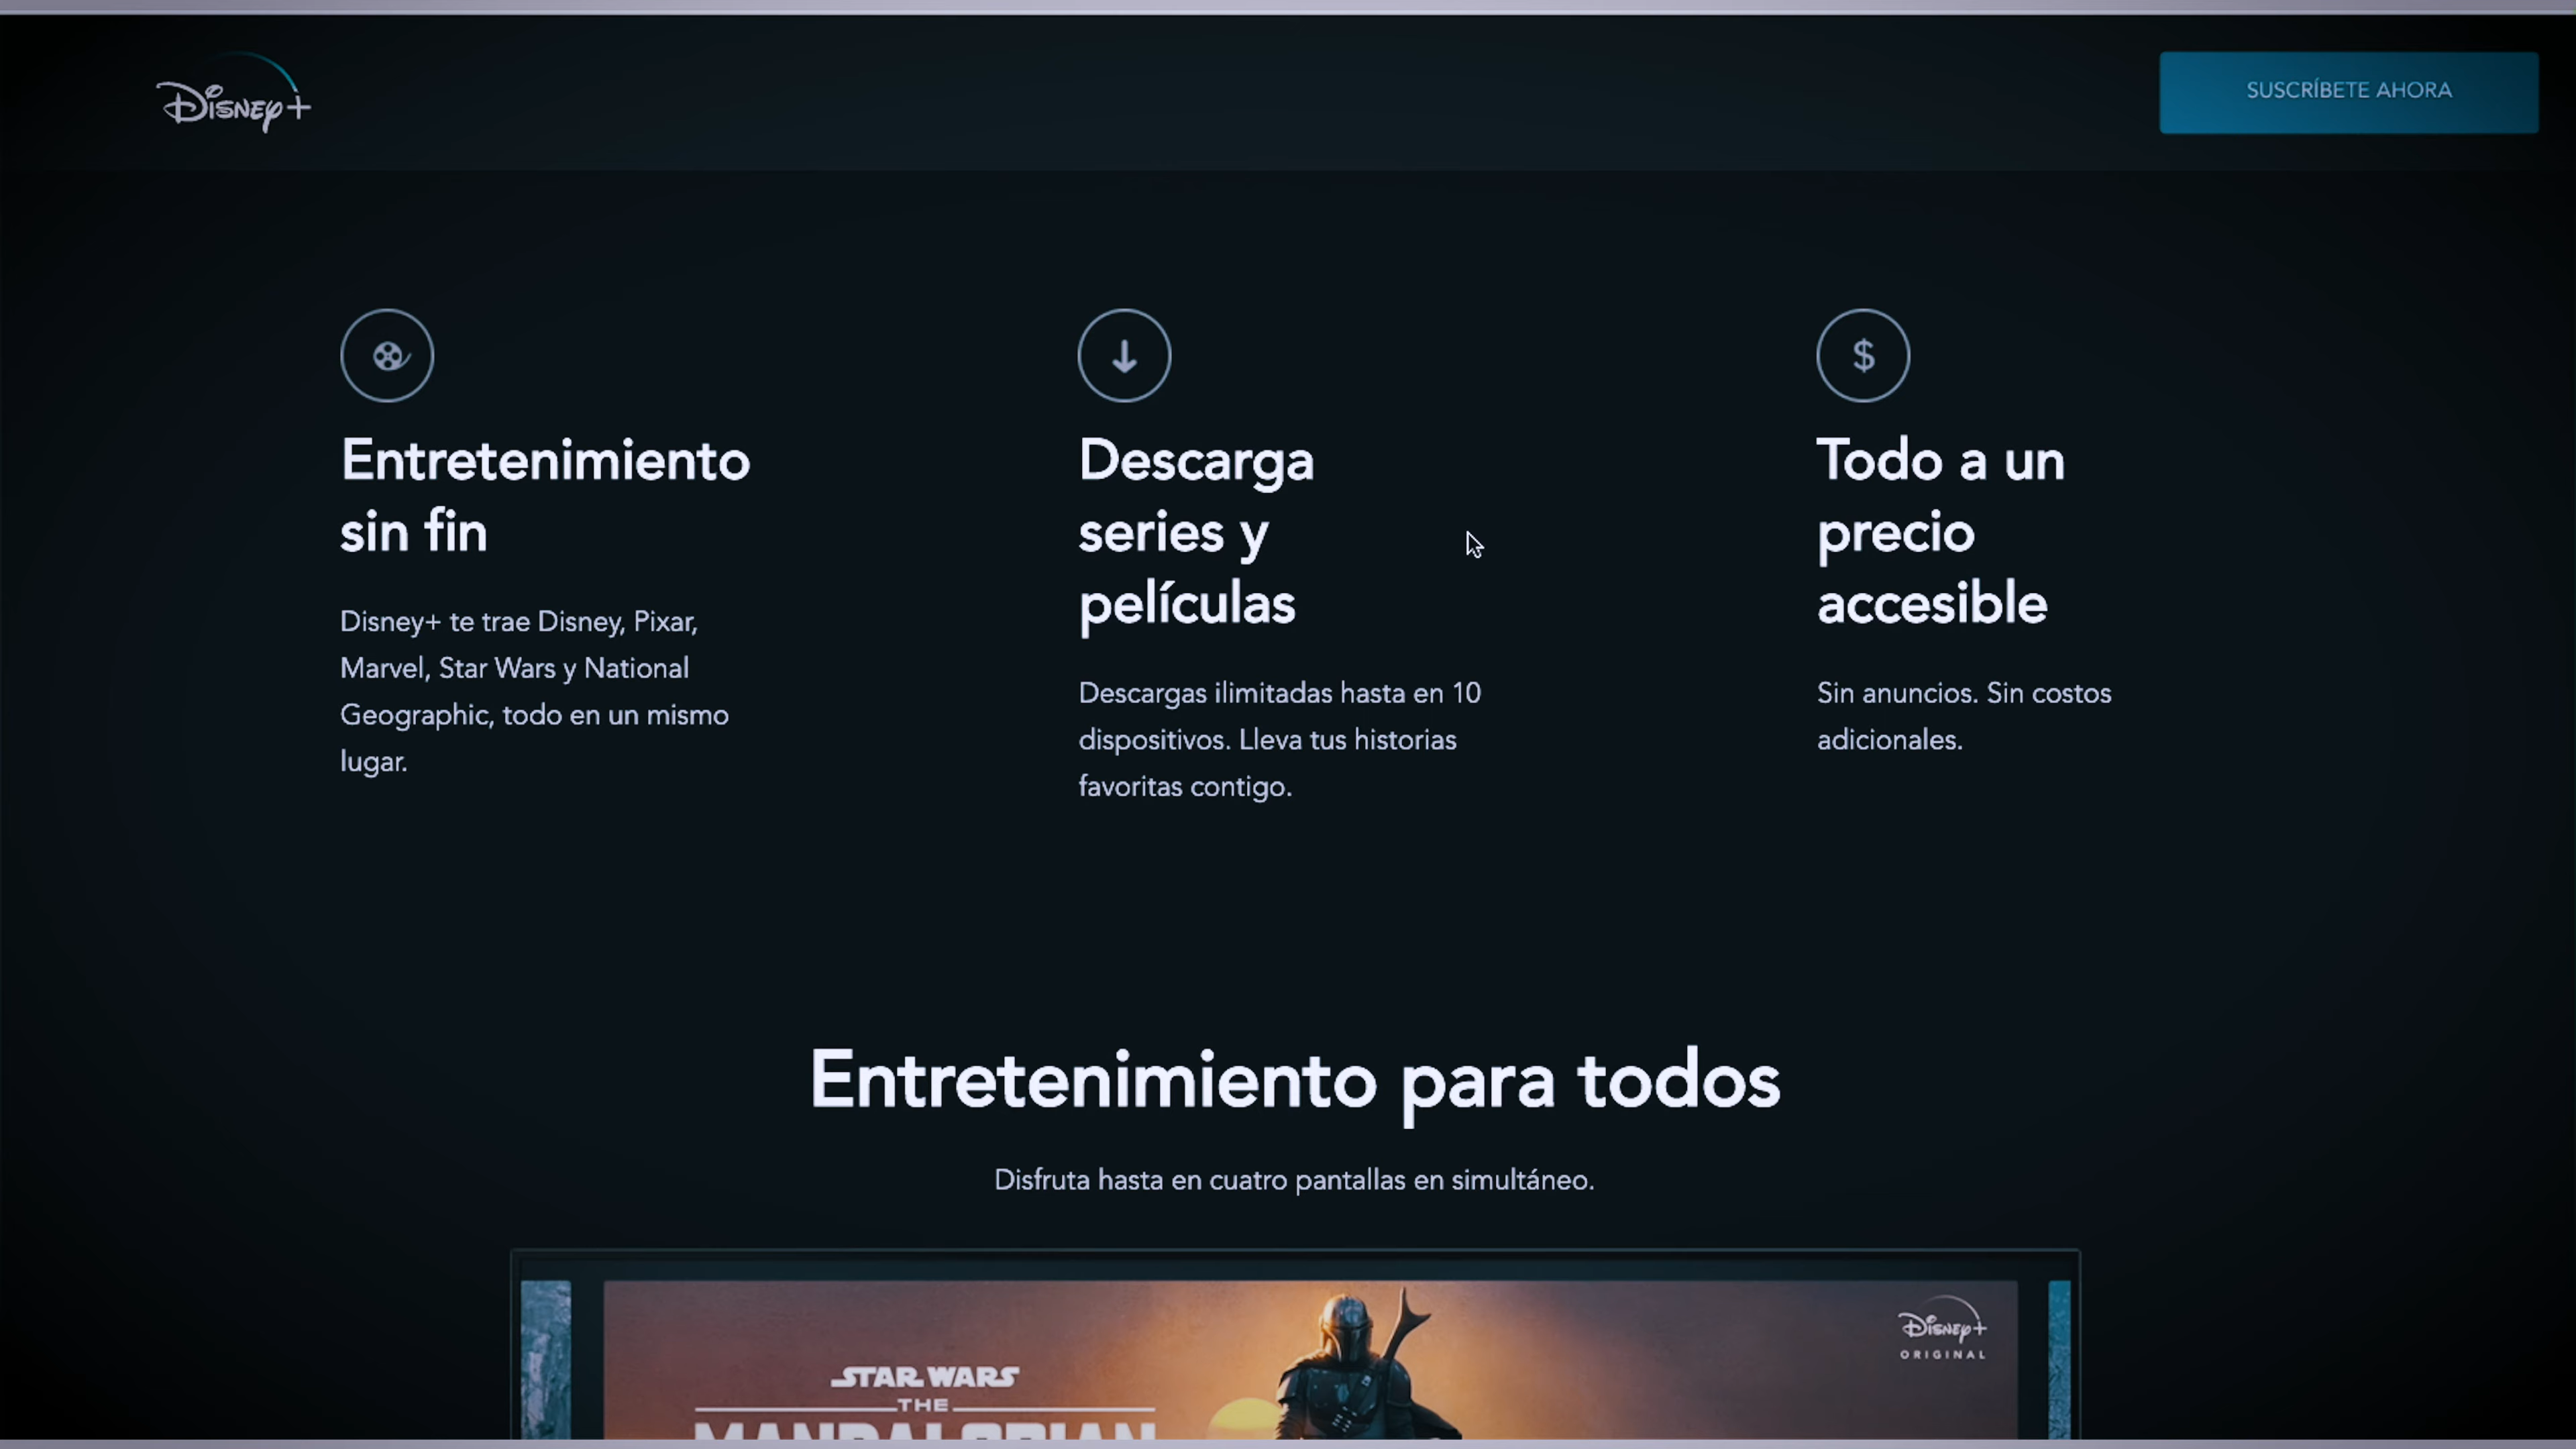 Disney+
SUSCRÍBETE AHORA
Entretenimiento
sin fin
Disney+ te trae Disney, Pixar,
Marvel, Star Wars y National
Geographic, todo en un mismo
lugar.
Descarga
series y
películas
Descargas ilimitadas hasta en 10
dispositivos. Lleva tus historias
favoritas contigo.
$
Todo a un
precio
accesible
Sin anuncios. Sin costos
adicionales.
Entretenimiento para todos
Disfruta hasta en cuatro pantallas en simultáneo.
Disney+
ORIGINAL
STAR WARS
THE
MANDALORIAN